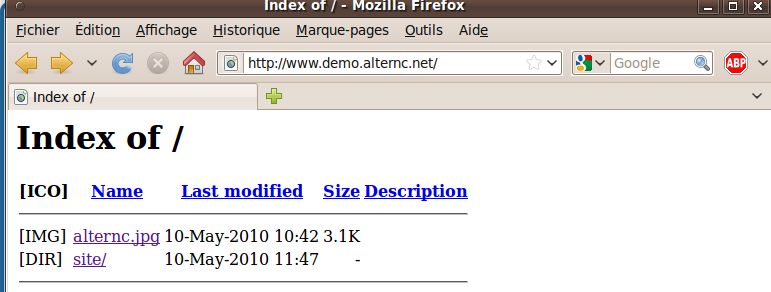 Index of / - Mozilla Firefox
Fichier Édition Affichage Historique Marque-pages Outils Aide
http://www.demo.alternc.net/ Google ABP
Index of /
Index of /
[ICO] Name Last modified Size Description
[IMG] alternc.jpg 10-May-2010 10:42 3.1K
[DIR] site/ 10-May-2010 11:47 -